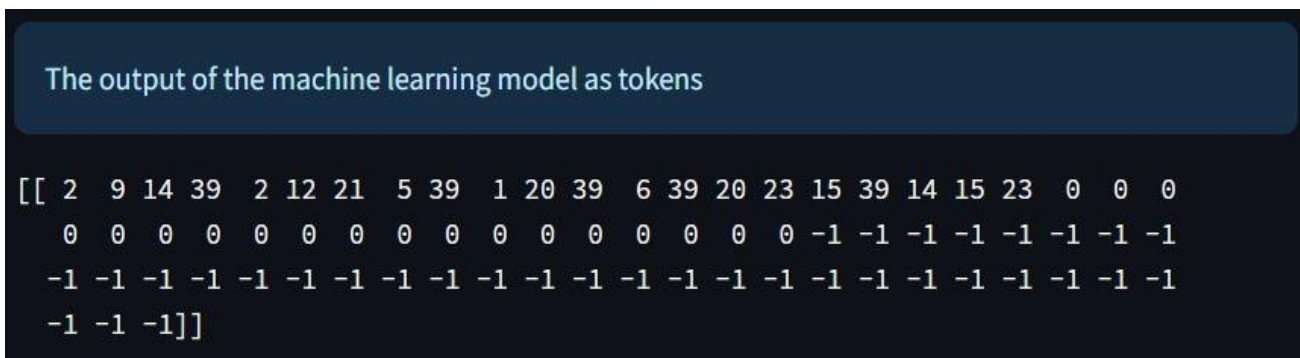 The output of the machine learning model as tokens
[[ 2  9 14 39  2 12 21  5 39  1 20 39  6 39 20 23 15 39 14 15 23  0  0  0
   0  0  0  0  0  0  0  0  0  0  0  0  0  0  0  0 -1 -1 -1 -1 -1 -1 -1 -1
  -1 -1 -1 -1 -1 -1 -1 -1 -1 -1 -1 -1 -1 -1 -1 -1 -1 -1 -1 -1 -1 -1 -1 -1
  -1 -1 -1]]